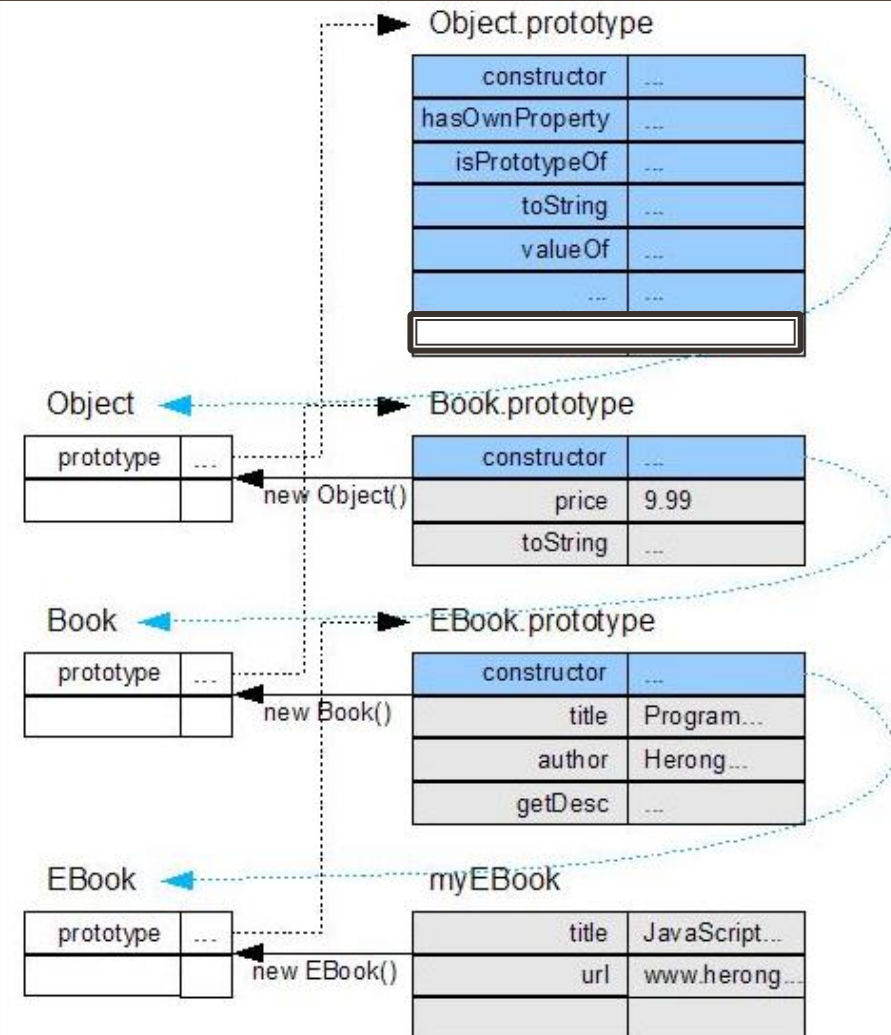 Object.prototype
constructor ...
hasOwnProperty ...
isPrototypeOf ...
toString ...
valueOf ...
... ...
Object
prototype ...
new Object()
Book.prototype
constructor ...
price 9.99
toString ...
Book
prototype ...
new Book()
EBook.prototype
constructor ...
title Program...
author Herong...
getDesc ...
EBook
prototype ...
new EBook()
myEBook
title JavaScript...
url www.herong...